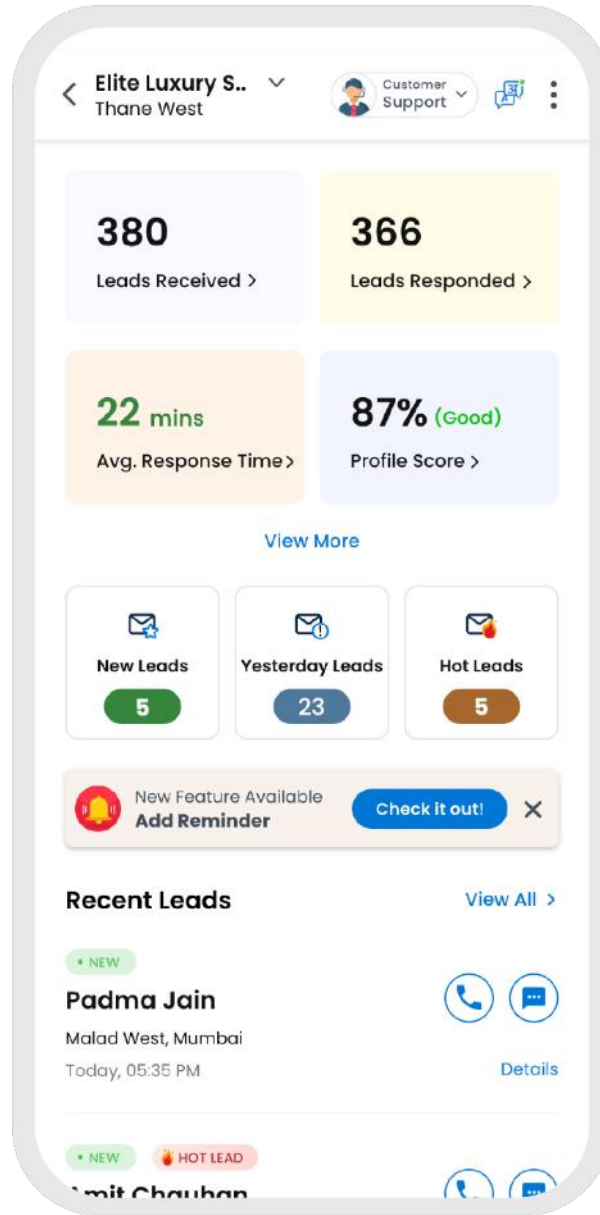 Elite Luxury S..
Thane West
Customer
Support
380
Leads Received >
366
Leads Responded >
22 mins
Avg. Response Time>
87% (Good)
Profile Score >
View More
New Leads
5
Yesterday Leads
23
Hot Leads
5
New Feature Available
Add Reminder
Check it out!
Recent Leads
View All >
• NEW
Padma Jain
Malad West, Mumbai
Today, 05:35 PM
Details
• NEW
HOT LEAD
Amit Chauhan